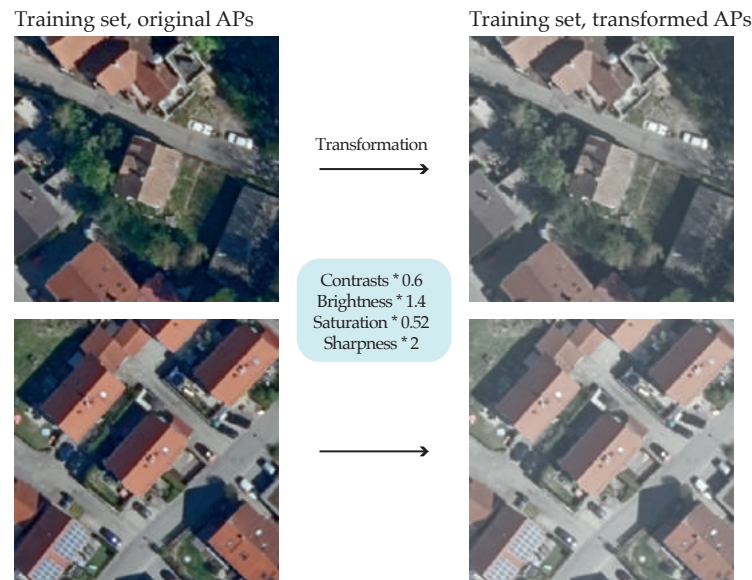 Training set, original APs
Training set, transformed APs
Transformation
Contrasts * 0.6
Brightness * 1.4
Saturation * 0.52
Sharpness * 2